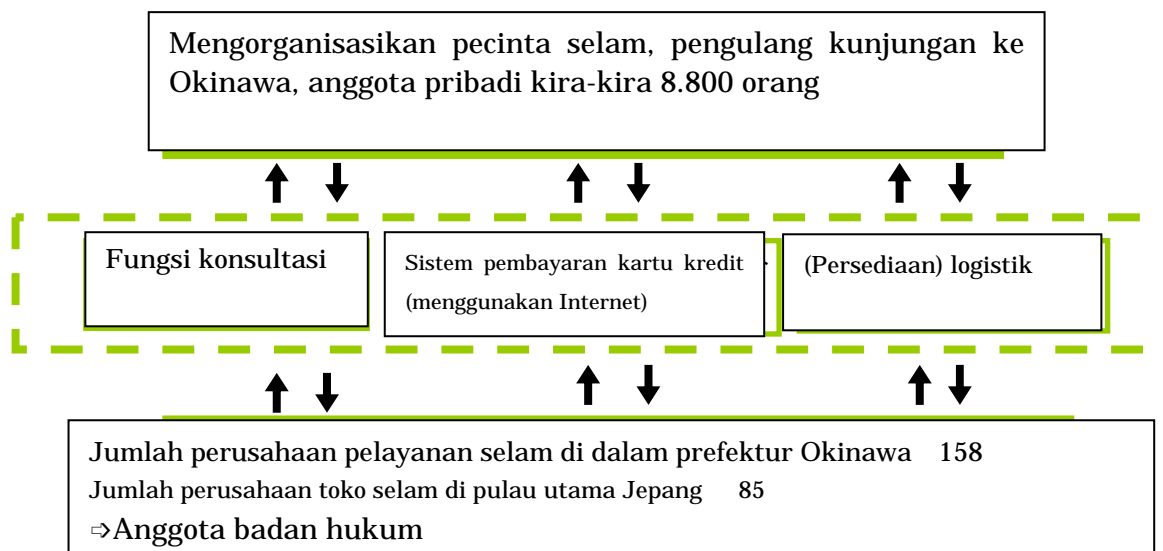 Mengorganisasikan pecinta selam, pengulang kunjungan ke
Okinawa, anggota pribadi kira-kira 8.800 orang
Fungsi konsultasi
Sistem pembayaran kartu kredit
(menggunakan Internet)
(Persediaan) logistik
Jumlah perusahaan pelayanan selam di dalam prefektur Okinawa 158
Jumlah perusahaan toko selam di pulau utama Jepang 85
⇨Anggota badan hukum